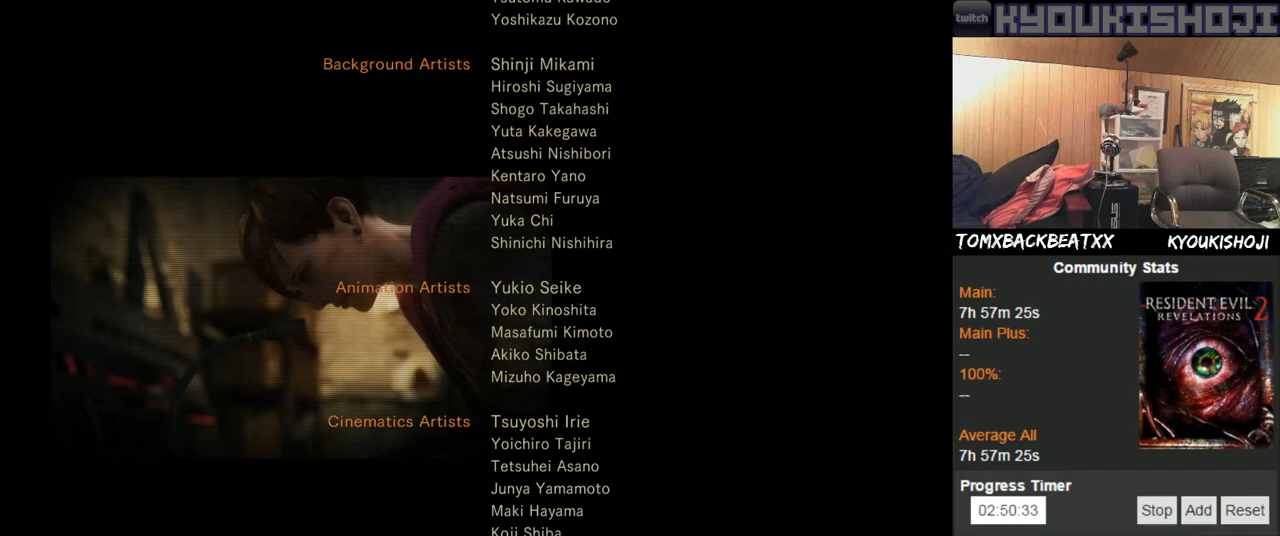 Yoshikazu Kozono
Background Artists
Shinji Mikami
Hiroshi Sugiyama
Shogo Takahashi
Yuta Kakegawa
Atsushi Nishibori
Kentaro Yano
Natsumi Furuya
Yuka Chi
Shinichi Nishihira
Animation Artists
Yukio Seike
Yoko Kinoshita
Masafumi Kimoto
Akiko Shibata
Mizuho Kageyama
Cinematics Artists
Tsuyoshi Irie
Yoichiro Tajiri
Tetsuhei Asano
Junya Yamamoto
Maki Hayama
Koji Shiba
twitch
KYOUKISHOJI
TOMXBACKBEATXX
KYOUKISHOJI
Community Stats
Main:
7h 57m 25s
Main Plus:
--
100%:
--
Average All
7h 57m 25s
RESIDENT EVIL
REVELATIONS 2
Progress Timer
02:50:33
Stop
Add
Reset